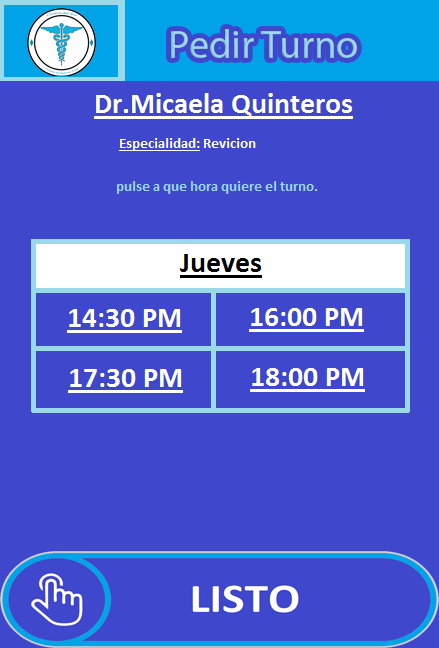 Pedir Turno
Dr.Micaela Quinteros
Especialidad: Revicion
pulse a que hora quiere el turno.
Jueves
14:30 PM 16:00 PM
17:30 PM 18:00 PM
LISTO